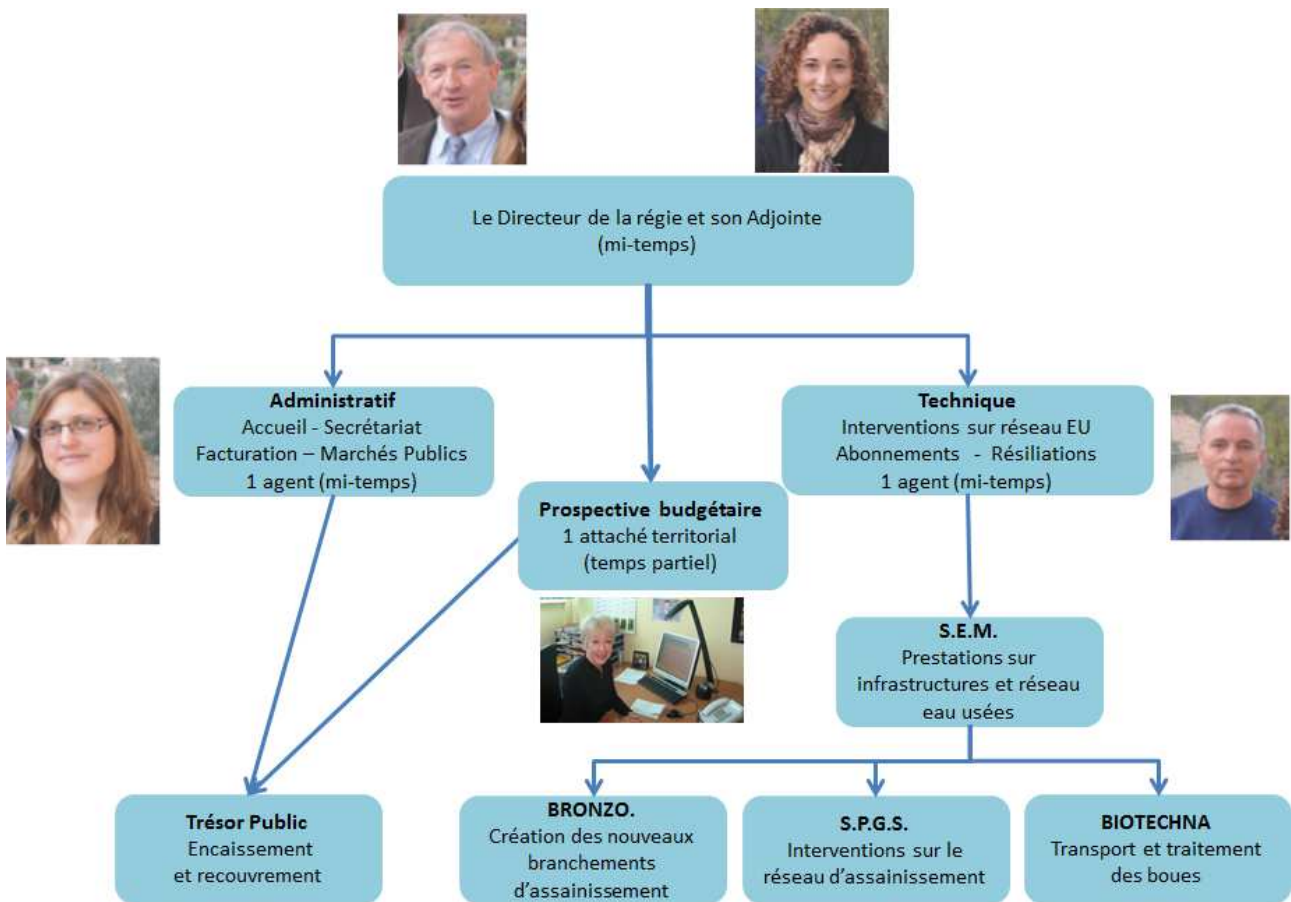 Le Directeur de la régie et son Adjointe
(mi-temps)
Administratif
Accueil - Secrétariat
Facturation – Marchés Publics
1 agent (mi-temps)
Technique
Interventions sur réseau EU
Abonnements - Résiliations
1 agent (mi-temps)
Prospective budgétaire
1 attaché territorial
(temps partiel)
S.E.M.
Prestations sur
infrastructures et réseau
eau usées
Trésor Public
Encaissement
et recouvrement
BRONZO.
Création des nouveaux
branchements
d'assainissement
S.P.G.S.
Interventions sur le
réseau d'assainissement
BIOTECHNA
Transport et traitement
des boues